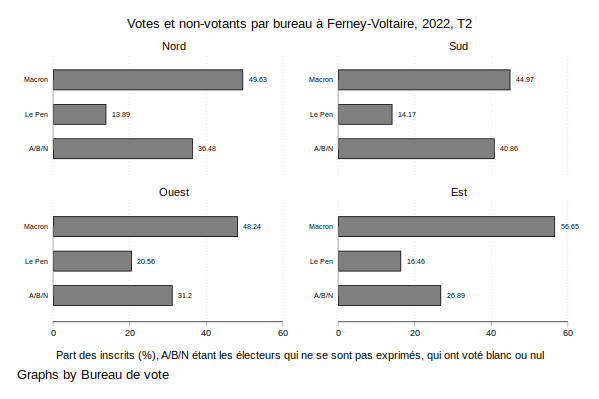 Votes et non-votants par bureau à Ferney-Voltaire, 2022, T2
Nord
Macron 49.63
Le Pen 13.89
A/B/N 36.48
Sud
Macron 44.97
Le Pen 14.17
A/B/N 40.86
Ouest
Macron 48.24
Le Pen 20.56
A/B/N 31.2
0 20 40 60
Est
Macron 56.65
Le Pen 16.46
A/B/N 26.89
0 20 40 60
Part des inscrits (%), A/B/N étant les électeurs qui ne se sont pas exprimés, qui ont voté blanc ou nul
Graphs by Bureau de vote